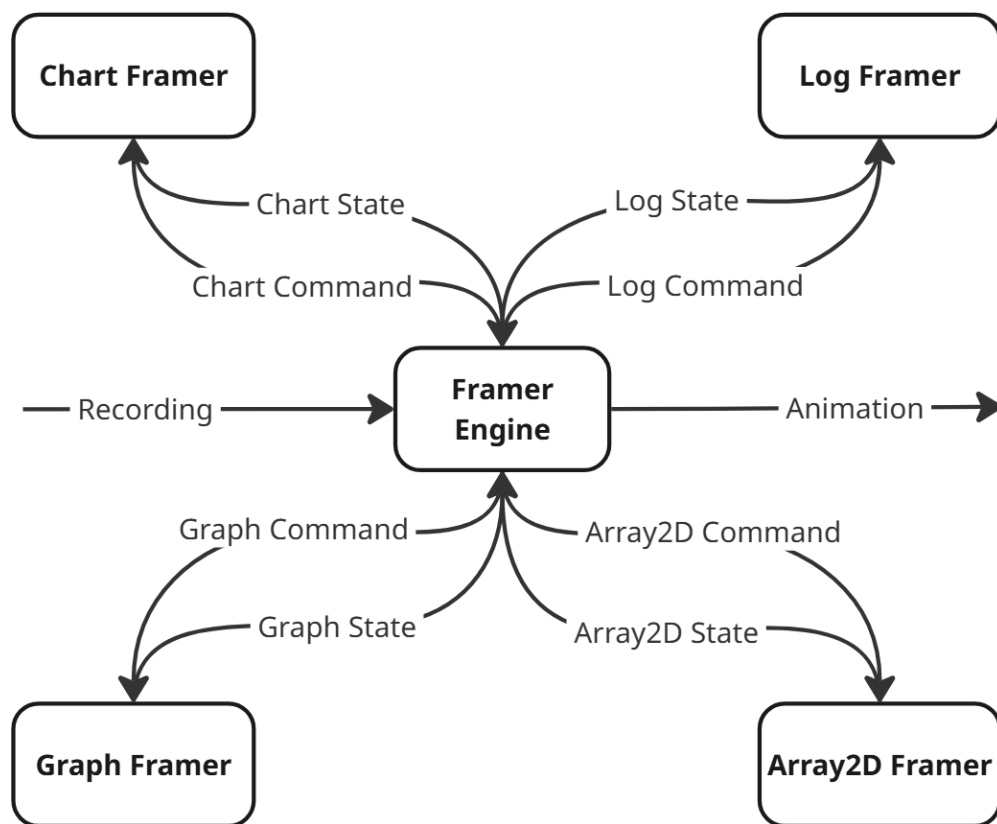 Chart Framer
Log Framer
Chart State
Log State
Chart Command
Log Command
Framer
Engine
Recording
Animation
Graph Command
Array2D Command
Graph State
Array2D State
Graph Framer
Array2D Framer